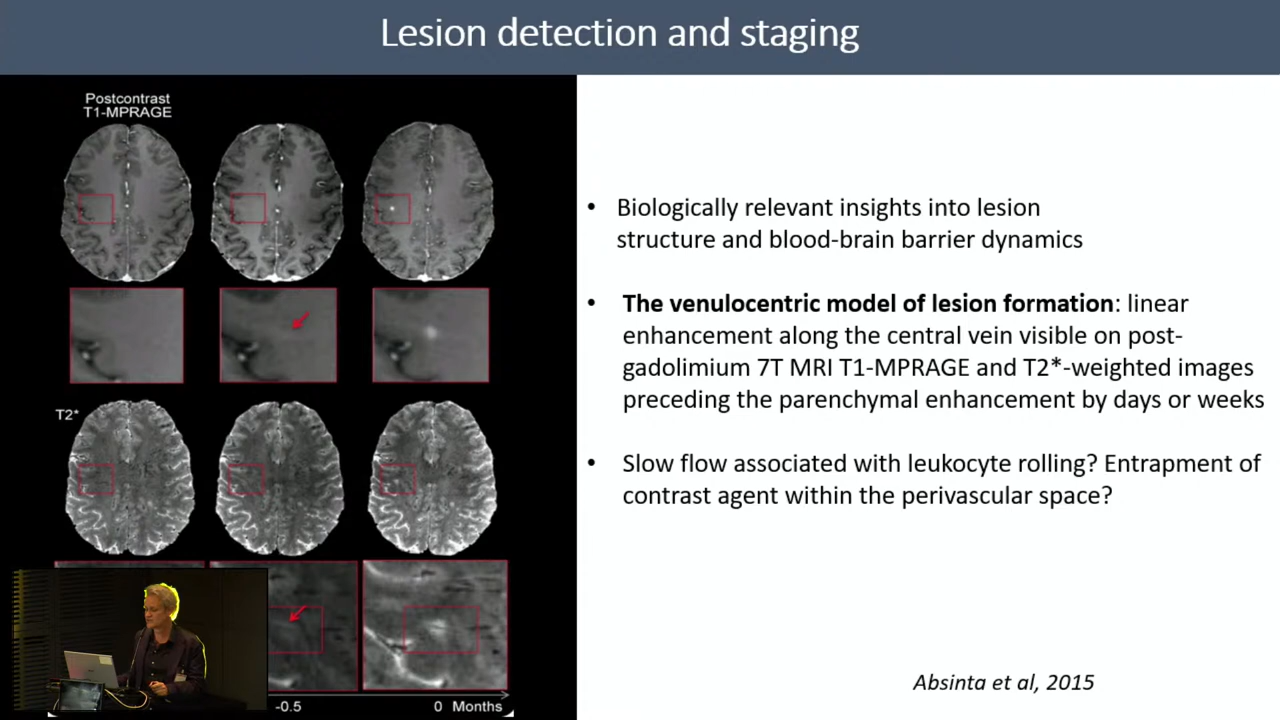 Lesion detection and staging
Postcontrast
T1-MPRAGE
T2*
-0.5
0 Months
• Biologically relevant insights into lesion
structure and blood-brain barrier dynamics
• The venulocentric model of lesion formation: linear
enhancement along the central vein visible on post-
gadolimium 7T MRI T1-MPRAGE and T2*-weighted images
preceding the parenchymal enhancement by days or weeks
• Slow flow associated with leukocyte rolling? Entrapment of
contrast agent within the perivascular space?
Absinta et al, 2015